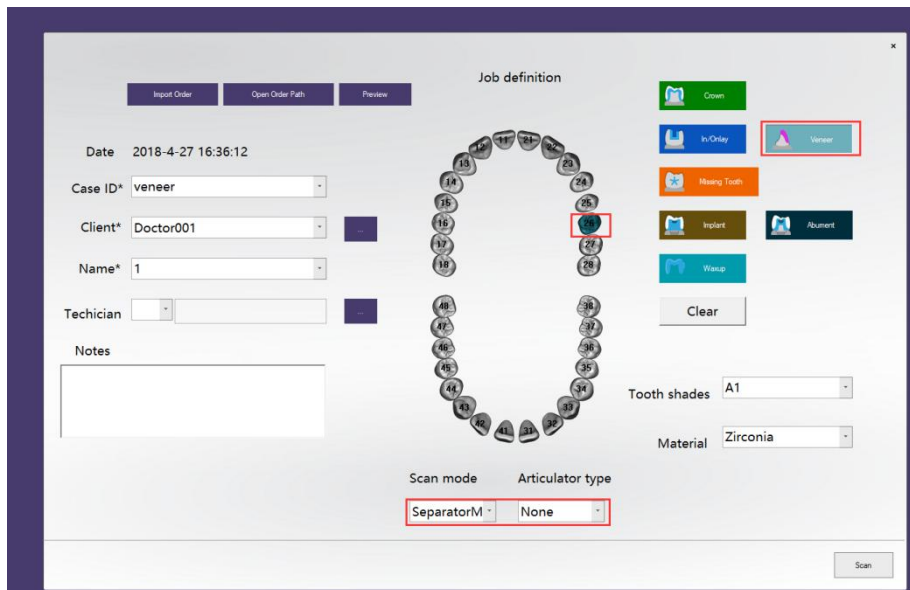 ×
Job definition
Import Order
Open Order Path
Preview
Crown
In/Onlay
Veneer
Missing Tooth
Implant
Abument
Waxup
Clear
Date 2018-4-27 16:36:12
Case ID* veneer
Client* Doctor001 ...
Name* 1
Techician ...
Notes
12 11 21 22
13 23
14 24
15 25
16 26
17 27
18 28
48 38
47 37
46 36
45 35
44 34
43 33
42 41 31 32
Tooth shades A1
Material Zirconia
Scan mode Articulator type
SeparatorM None
Scan